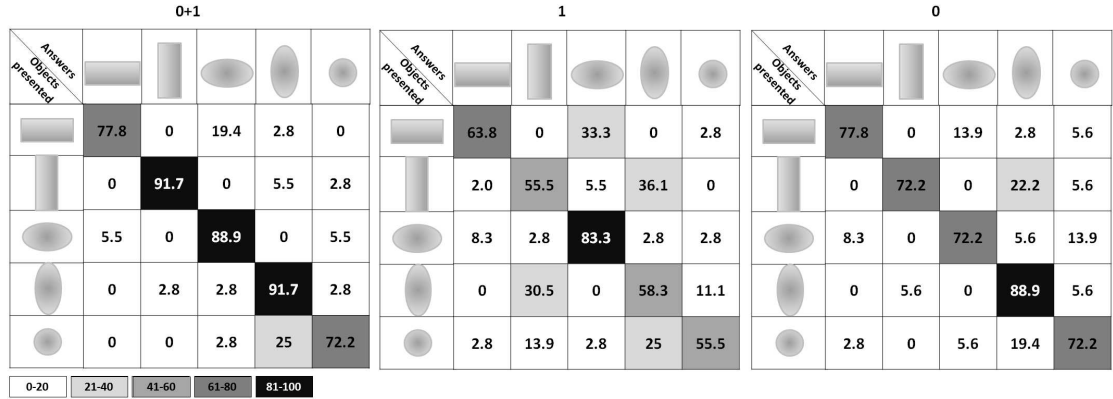 0+1 1 0
Answers Objects presented Answers Objects presented Answers Objects presented
77.8 0 19.4 2.8 0 63.8 0 33.3 0 2.8 77.8 0 13.9 2.8 5.6
0 91.7 0 5.5 2.8 2.0 55.5 5.5 36.1 0 0 72.2 0 22.2 5.6
5.5 0 88.9 0 5.5 8.3 2.8 83.3 2.8 2.8 8.3 0 72.2 5.6 13.9
0 2.8 2.8 91.7 2.8 0 30.5 0 58.3 11.1 0 5.6 0 88.9 5.6
0 0 2.8 25 72.2 2.8 13.9 2.8 25 55.5 2.8 0 5.6 19.4 72.2
0-20 21-40 41-60 61-80 81-100